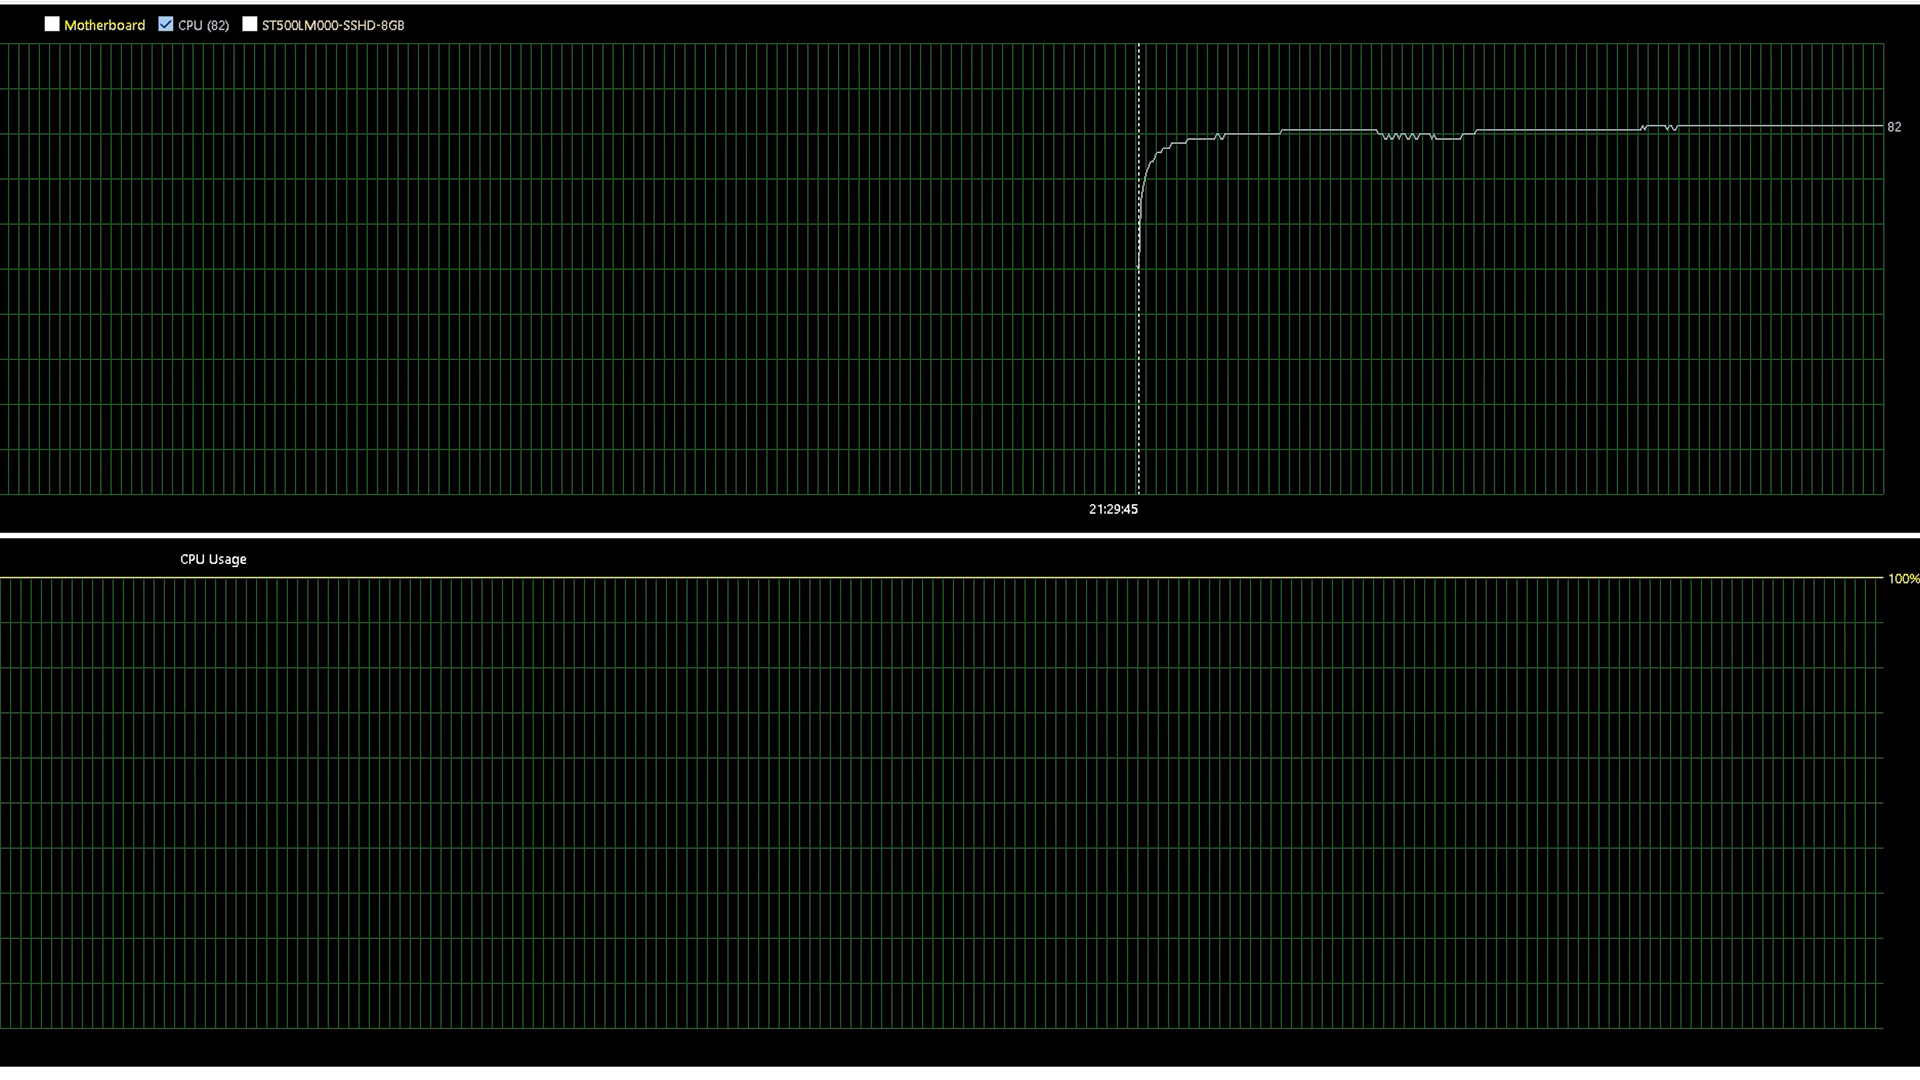 Motherboard CPU (82) ST500LM000-SSHD-8GB
82
21:29:45
CPU Usage
100%